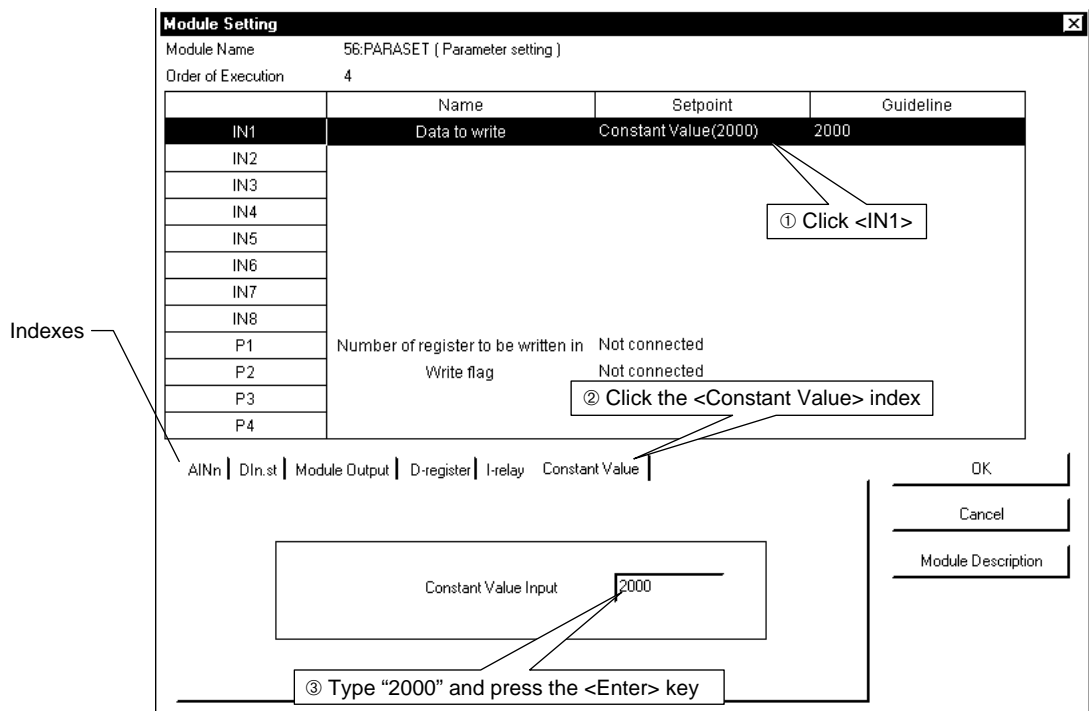 Module Setting
Module Name 56:PARASET ( Parameter setting )
Order of Execution 4
Name Setpoint Guideline
IN1 Data to write Constant Value(2000) 2000
IN2
IN3
① Click <IN1>
IN4
IN5
IN6
IN7
IN8
Indexes
P1 Number of register to be written in Not connected
P2 Write flag Not connected
② Click the <Constant Value> index
P3
P4
AINn DIn.st Module Output D-register I-relay Constant Value
OK
Cancel
Module Description
Constant Value Input 2000
③ Type “2000” and press the <Enter> key